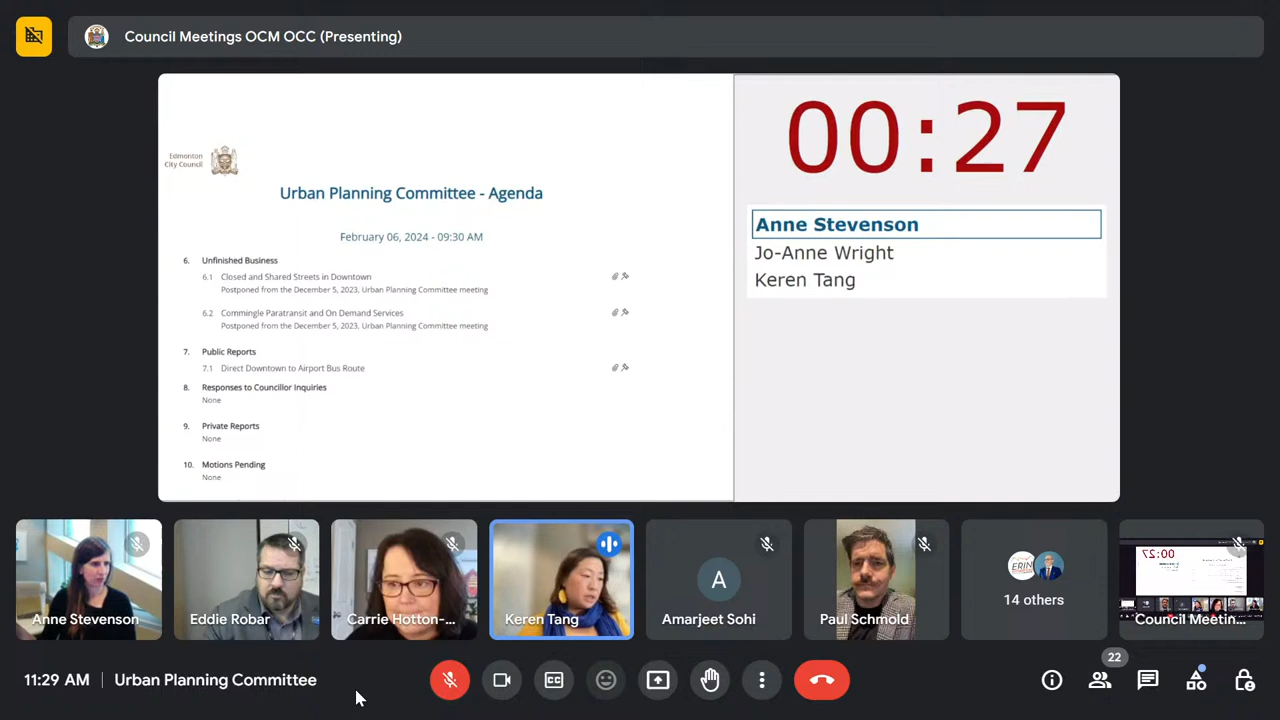 Council Meetings OCM OCC (Presenting)
Edmonton
City Council
Urban Planning Committee - Agenda
February 06, 2024 - 09:30 AM
6. Unfinished Business
6.1 Closed and Shared Streets in Downtown
Postponed from the December 5, 2023, Urban Planning Committee meeting
6.2 Commingle Paratransit and On Demand Services
Postponed from the December 5, 2023, Urban Planning Committee meeting
7. Public Reports
7.1 Direct Downtown to Airport Bus Route
8. Responses to Councillor Inquiries
None
9. Private Reports
None
10. Motions Pending
None
00:27
Anne Stevenson
Jo-Anne Wright
Keren Tang
Anne Stevenson
Eddie Robar
Carrie Hotton-...
Keren Tang
A
Amarjeet Sohi
Paul Schmold
ERIN
14 others
00:27
Council Meetin...
11:29 AM | Urban Planning Committee
CC
22